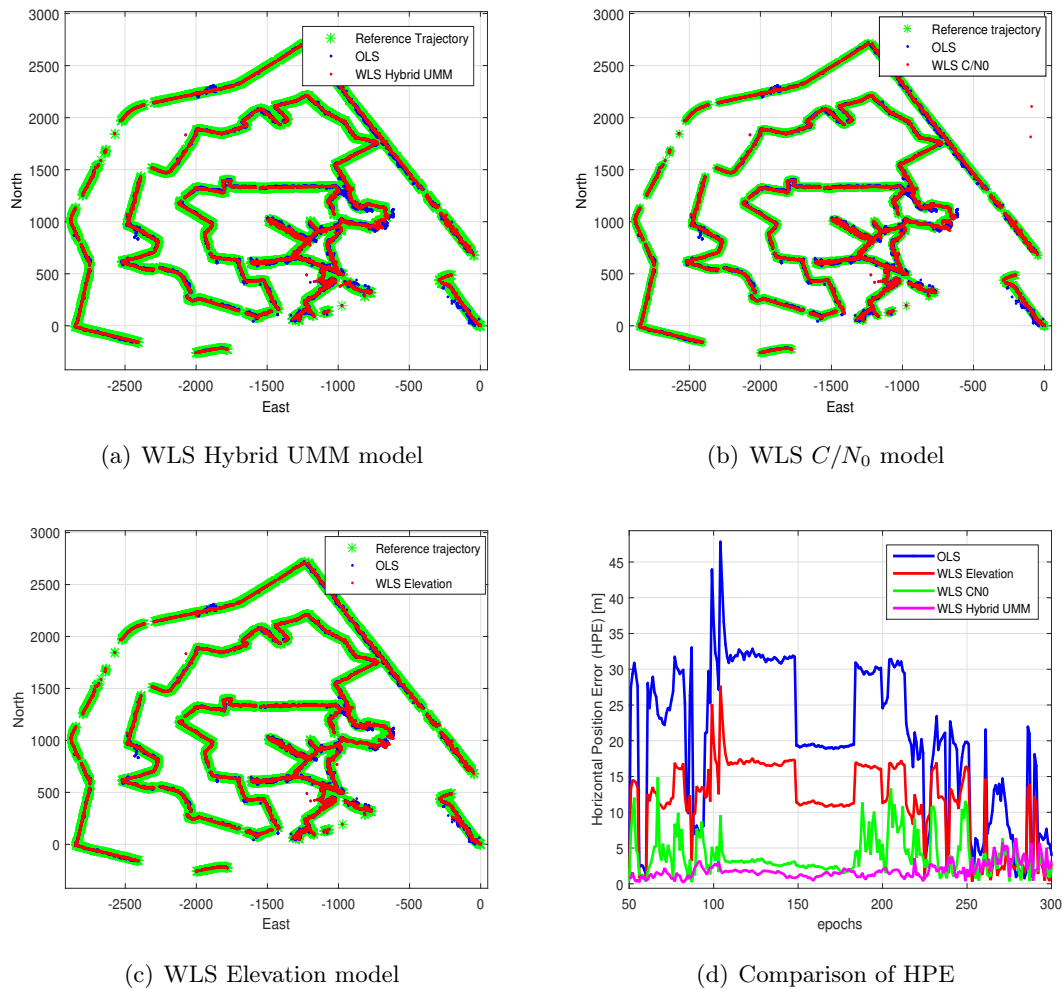 3000
2500
2000
1500
1000
500
0
North
-2500 -2000 -1500 -1000 -500 0
East
Reference Trajectory
OLS
WLS Hybrid UMM
(a) WLS Hybrid UMM model
3000
2500
2000
1500
1000
500
0
North
-2500 -2000 -1500 -1000 -500 0
East
Reference trajectory
OLS
WLS C/N0
(b) WLS C/N₀ model
3000
2500
2000
1500
1000
500
0
North
-2500 -2000 -1500 -1000 -500 0
East
Reference trajectory
OLS
WLS Elevation
(c) WLS Elevation model
45
40
35
30
25
20
15
10
5
0
Horizontal Position Error (HPE) [m]
50 100 150 200 250 300
epochs
OLS
WLS Elevation
WLS CN0
WLS Hybrid UMM
(d) Comparison of HPE